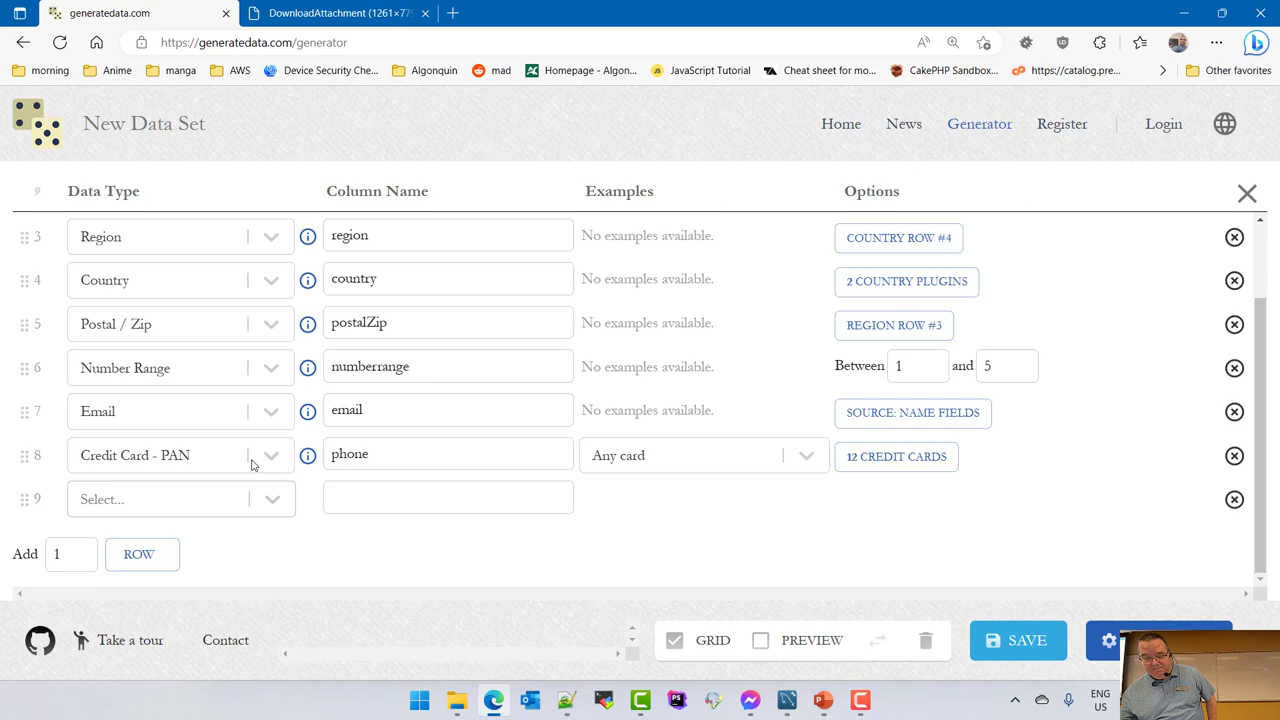 generatedata.com
DownloadAttachment (1261×77
https://generatedata.com/generator
morning
Anime
manga
AWS
Device Security Che...
Algonquin
mad
Homepage - Algon...
JavaScript Tutorial
Cheat sheet for mo...
CakePHP Sandbox...
https://catalog.pre...
Other favorites
New Data Set
Home
News
Generator
Register
Login
9 Data Type Column Name Examples Options
3 Region region No examples available. COUNTRY ROW #4
4 Country country No examples available. 2 COUNTRY PLUGINS
5 Postal / Zip postalZip No examples available. REGION ROW #3
6 Number Range numberrange No examples available. Between 1 and 5
7 Email email No examples available. SOURCE: NAME FIELDS
8 Credit Card - PAN phone Any card 12 CREDIT CARDS
9 Select...
Add 1 ROW
Take a tour
Contact
GRID
PREVIEW
SAVE
ENG
US